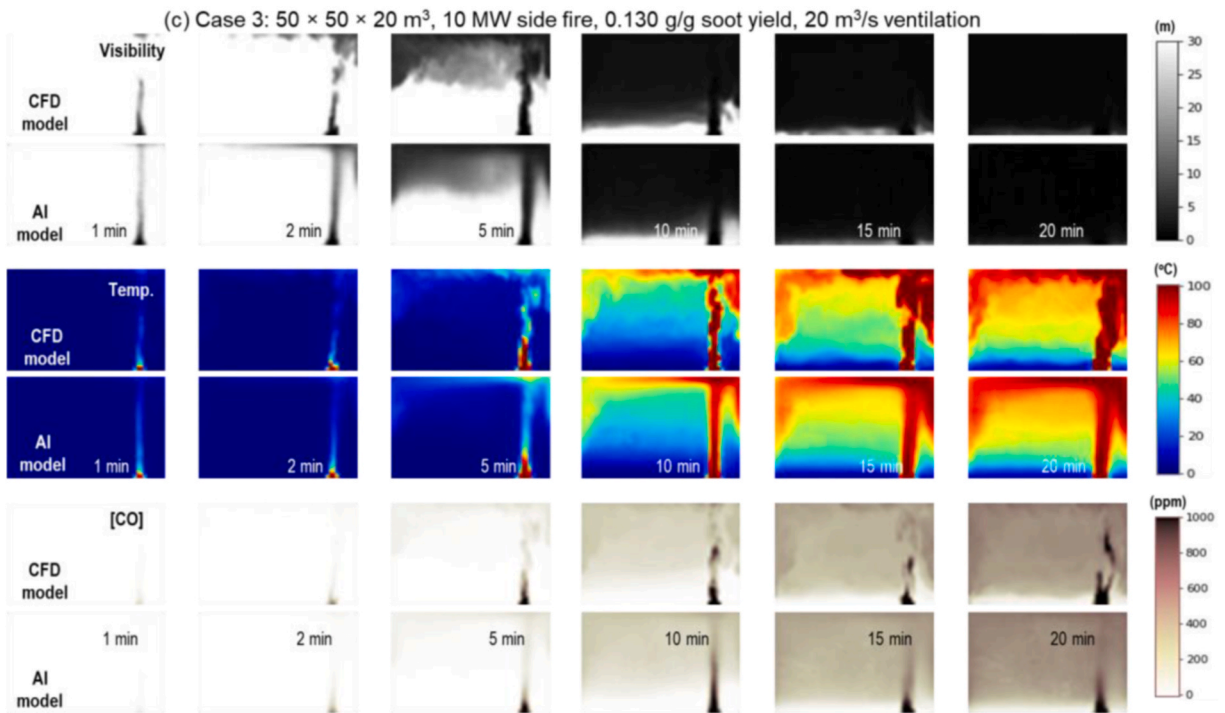 (c) Case 3: 50 × 50 × 20 m³, 10 MW side fire, 0.130 g/g soot yield, 20 m³/s ventilation
Visibility
CFD model
AI model
1 min 2 min 5 min 10 min 15 min 20 min
(m)
30
25
20
15
10
5
0
Temp.
CFD model
AI model
1 min 2 min 5 min 10 min 15 min 20 min
(ºC)
100
80
60
40
20
0
[CO]
CFD model
AI model
1 min 2 min 5 min 10 min 15 min 20 min
(ppm)
1000
800
600
400
200
0